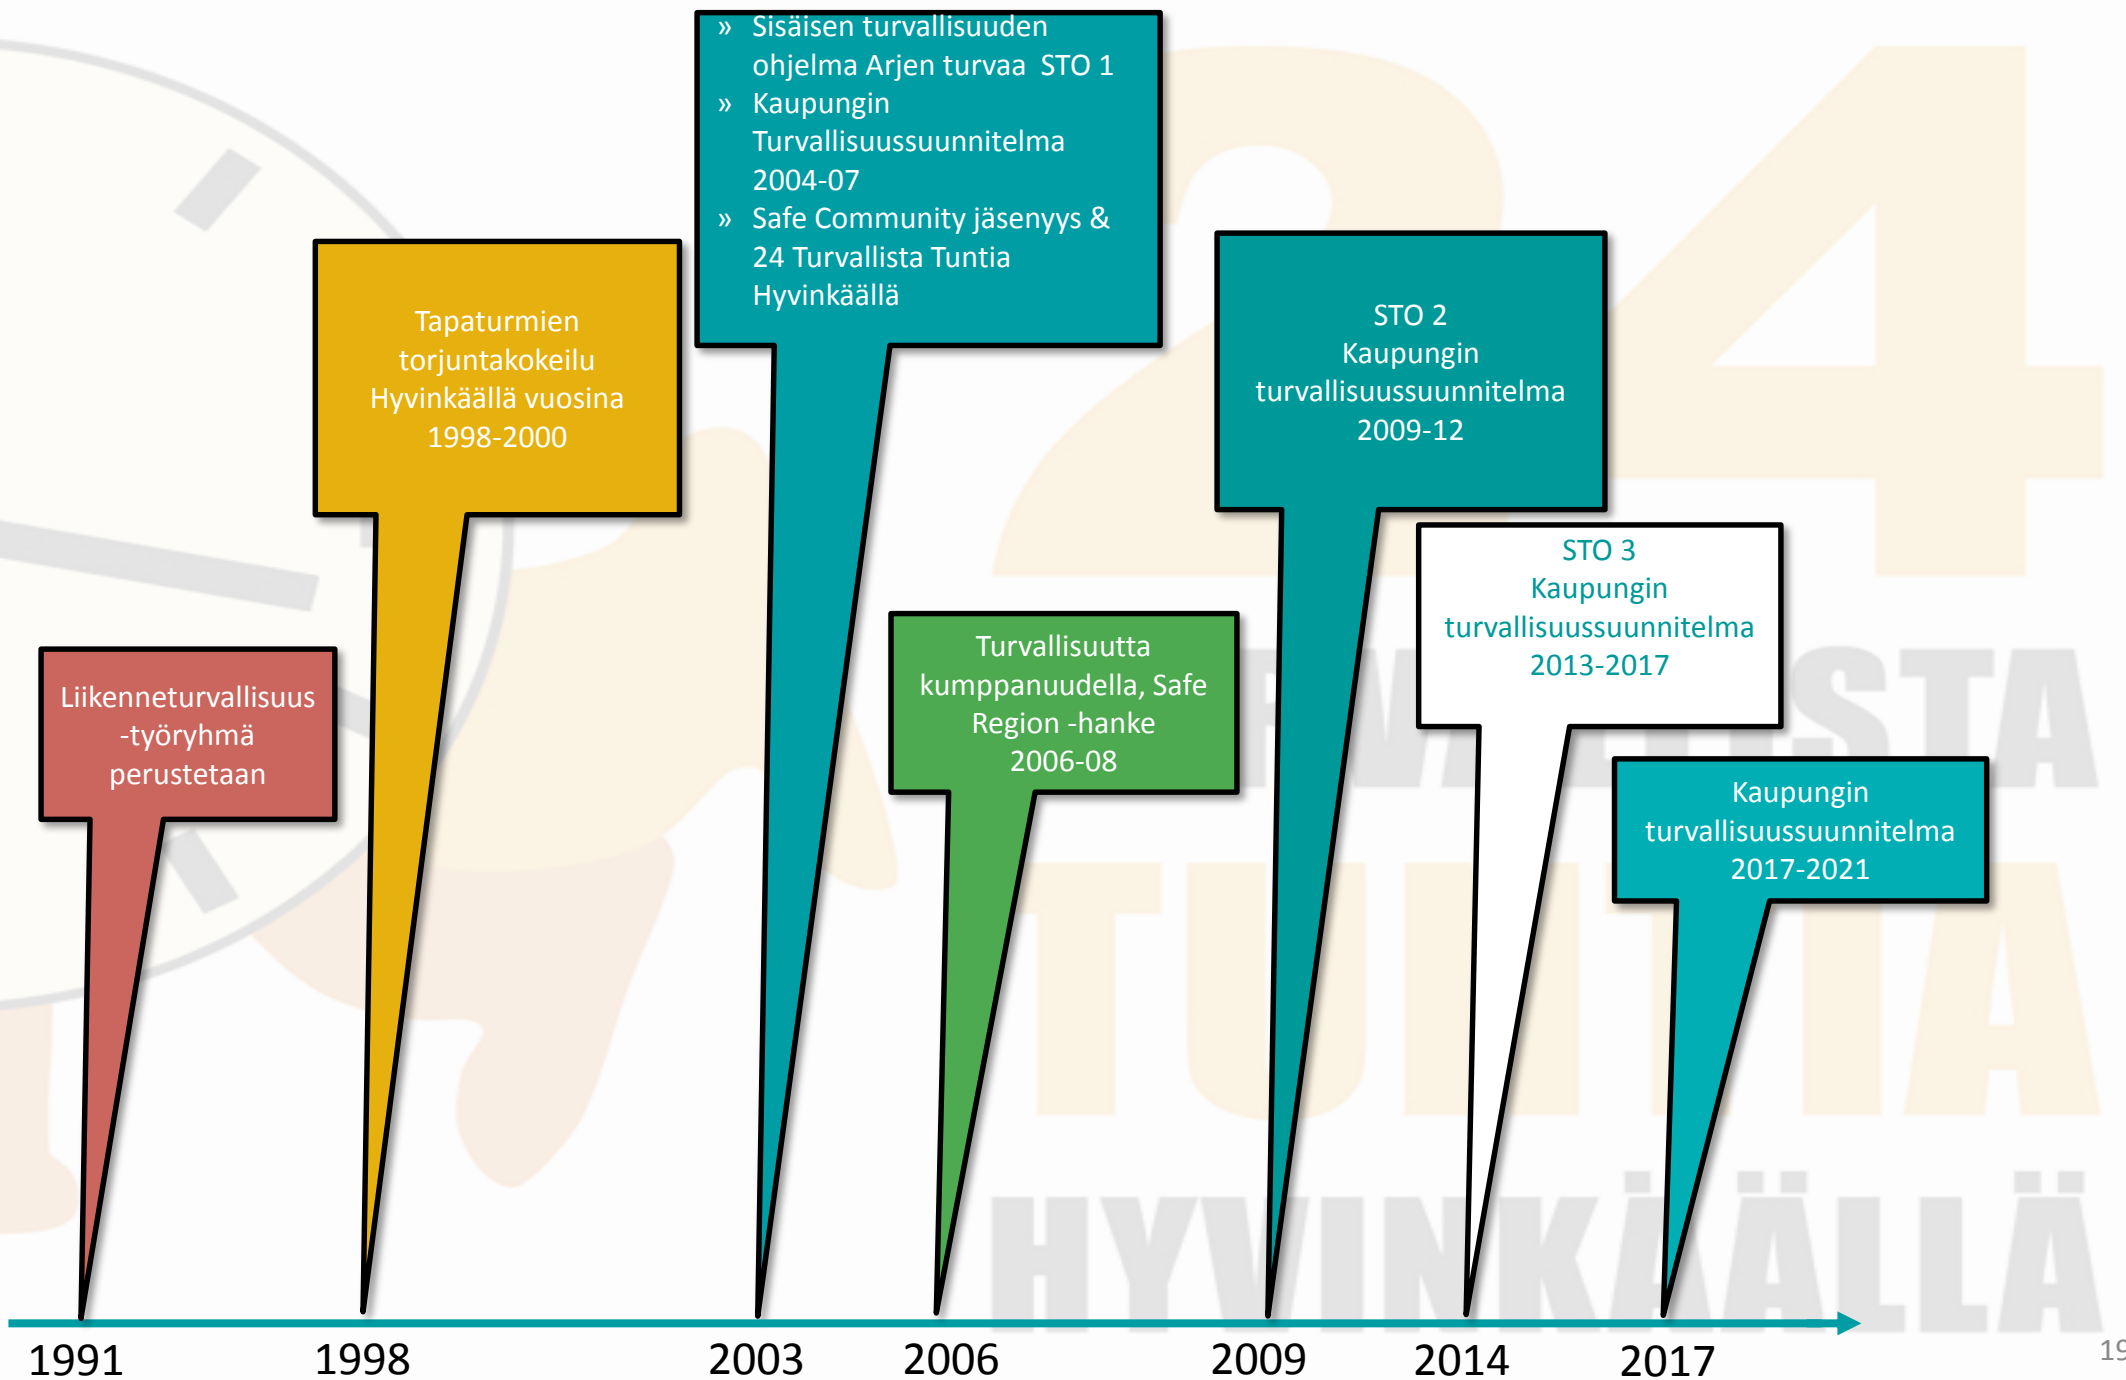 » Sisäisen turvallisuuden
ohjelma Arjen turvaa STO 1
» Kaupungin
Turvallisuussuunnitelma
2004-07
» Safe Community jäsenyys &
24 Turvallista Tuntia
Hyvinkäällä
Tapaturmien
torjuntakokeilu
Hyvinkäällä vuosina
1998-2000
STO 2
Kaupungin
turvallisuussuunnitelma
2009-12
STO 3
Kaupungin
turvallisuussuunnitelma
2013-2017
Turvallisuutta
kumppanuudella, Safe
Region -hanke
2006-08
Liikenneturvallisuus
-työryhmä
perustetaan
Kaupungin
turvallisuussuunnitelma
2017-2021
24
TUNTIA
HYVINKÄÄLLÄ
1991 1998 2003 2006 2009 2014 2017
19